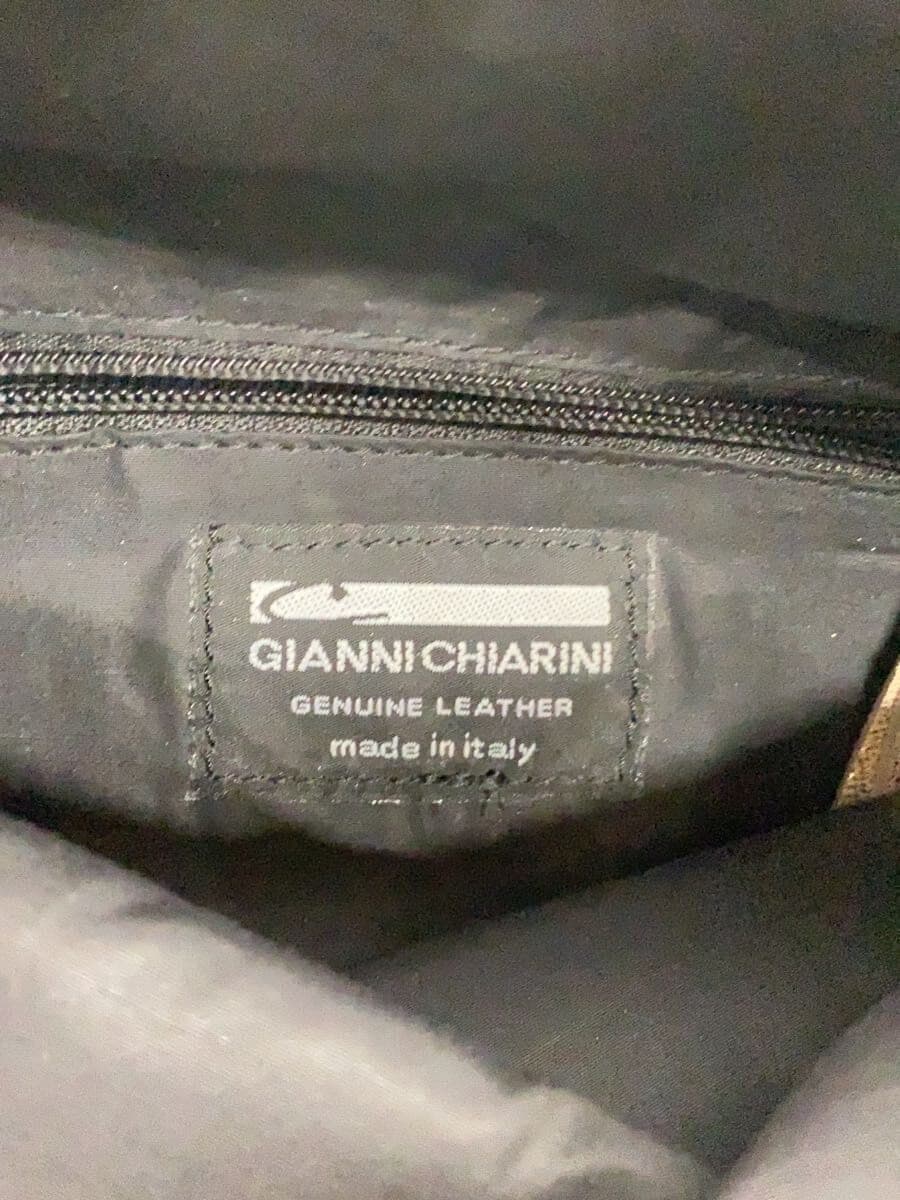 GIANNI CHIARINI
GENUINE LEATHER
made in italy